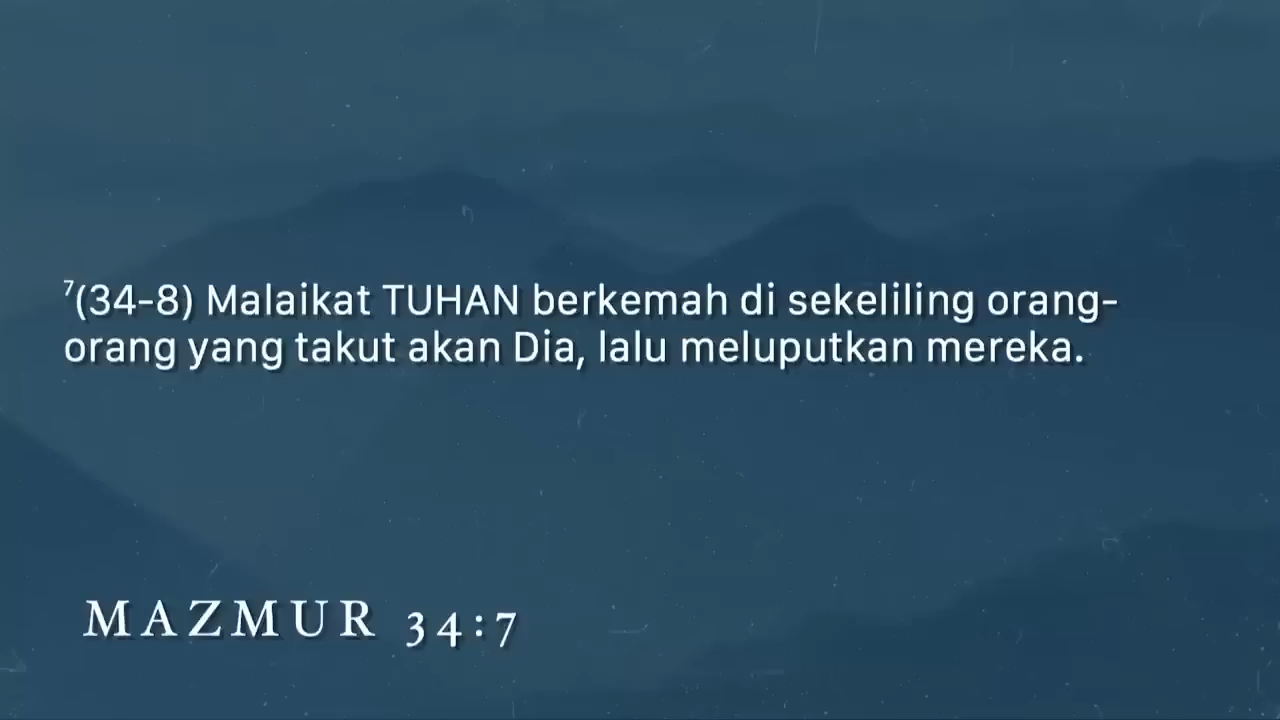 ⁷(34-8) Malaikat TUHAN berkemah di sekeliling orang-
orang yang takut akan Dia, lalu meluputkan mereka.
MAZMUR 34:7